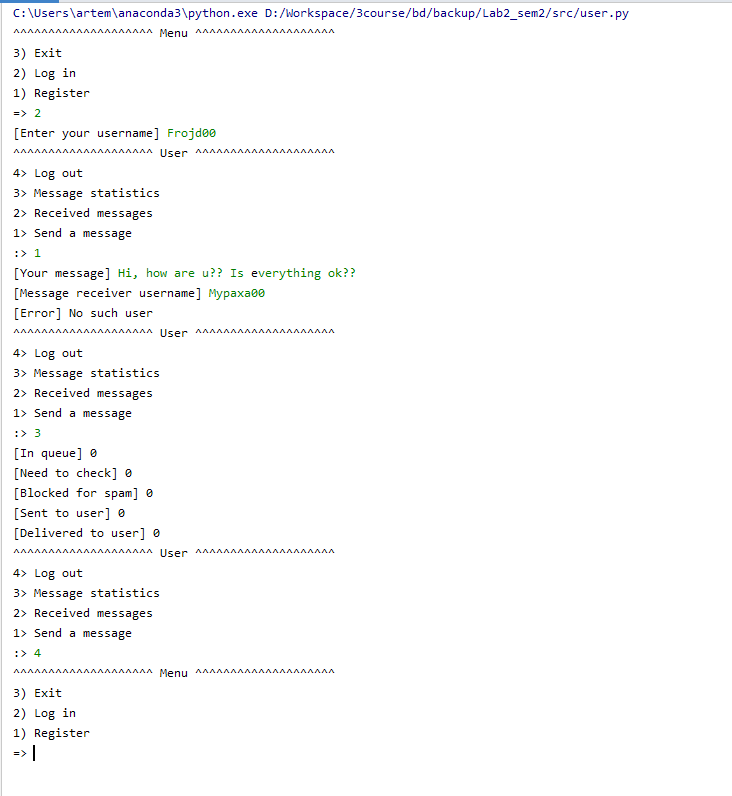 C:\Users\artem\anaconda3\python.exe D:/Workspace/3course/bd/backup/Lab2_sem2/src/user.py
^^^^^^^^^^^^^^^^^^^^ Menu ^^^^^^^^^^^^^^^^^^^^
3) Exit
2) Log in
1) Register
=> 2
[Enter your username] Frojd00
^^^^^^^^^^^^^^^^^^^^ User ^^^^^^^^^^^^^^^^^^^^
4> Log out
3> Message statistics
2> Received messages
1> Send a message
:> 1
[Your message] Hi, how are u?? Is everything ok??
[Message receiver username] Mypaxa00
[Error] No such user
^^^^^^^^^^^^^^^^^^^^ User ^^^^^^^^^^^^^^^^^^^^
4> Log out
3> Message statistics
2> Received messages
1> Send a message
:> 3
[In queue] 0
[Need to check] 0
[Blocked for spam] 0
[Sent to user] 0
[Delivered to user] 0
^^^^^^^^^^^^^^^^^^^^ User ^^^^^^^^^^^^^^^^^^^^
4> Log out
3> Message statistics
2> Received messages
1> Send a message
:> 4
^^^^^^^^^^^^^^^^^^^^ Menu ^^^^^^^^^^^^^^^^^^^^
3) Exit
2) Log in
1) Register
=>